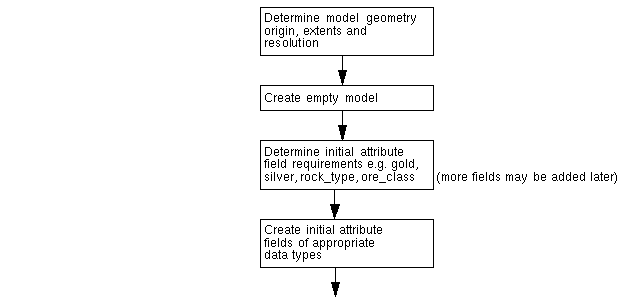 Determine model geometry
origin, extents and
resolution
Create empty model
Determine initial attribute
field requirements e.g. gold,
silver, rock_type, ore_class
(more fields may be added later)
Create initial attribute
fields of appropriate
data types